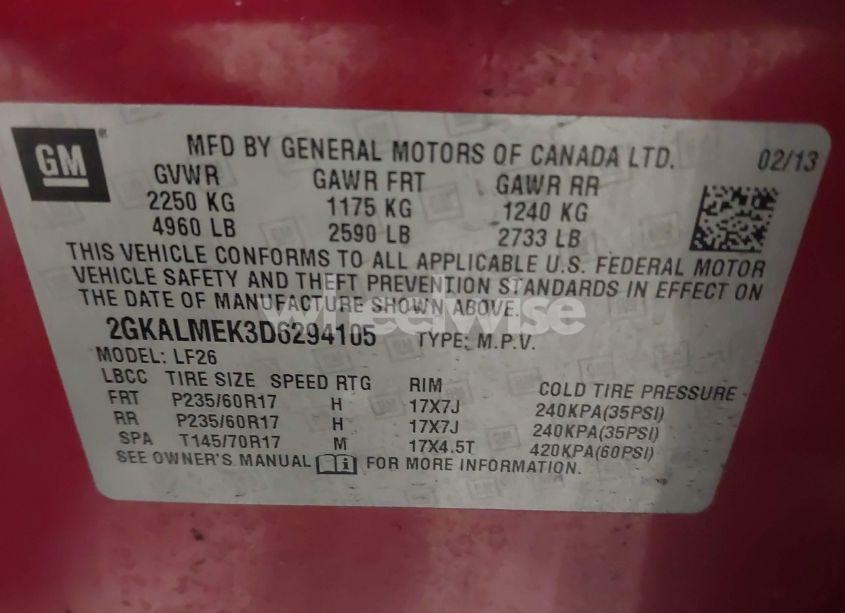 GM
MFD BY GENERAL MOTORS OF CANADA LTD. 02/13
GVWR GAWR FRT GAWR RR
2250 KG 1175 KG 1240 KG
4960 LB 2590 LB 2733 LB
THIS VEHICLE CONFORMS TO ALL APPLICABLE U.S. FEDERAL MOTOR
VEHICLE SAFETY AND THEFT PREVENTION STANDARDS IN EFFECT ON
THE DATE OF MANUFACTURE SHOWN ABOVE.
wheelwise
2GKALMEK3D6294105 TYPE: M.P.V.
MODEL: LF26
LBCC TIRE SIZE SPEED RTG RIM COLD TIRE PRESSURE
FRT P235/60R17 H 17X7J 240KPA(35PSI)
RR P235/60R17 H 17X7J 240KPA(35PSI)
SPA T145/70R17 M 17X4.5T 420KPA(60PSI)
SEE OWNER'S MANUAL FOR MORE INFORMATION.